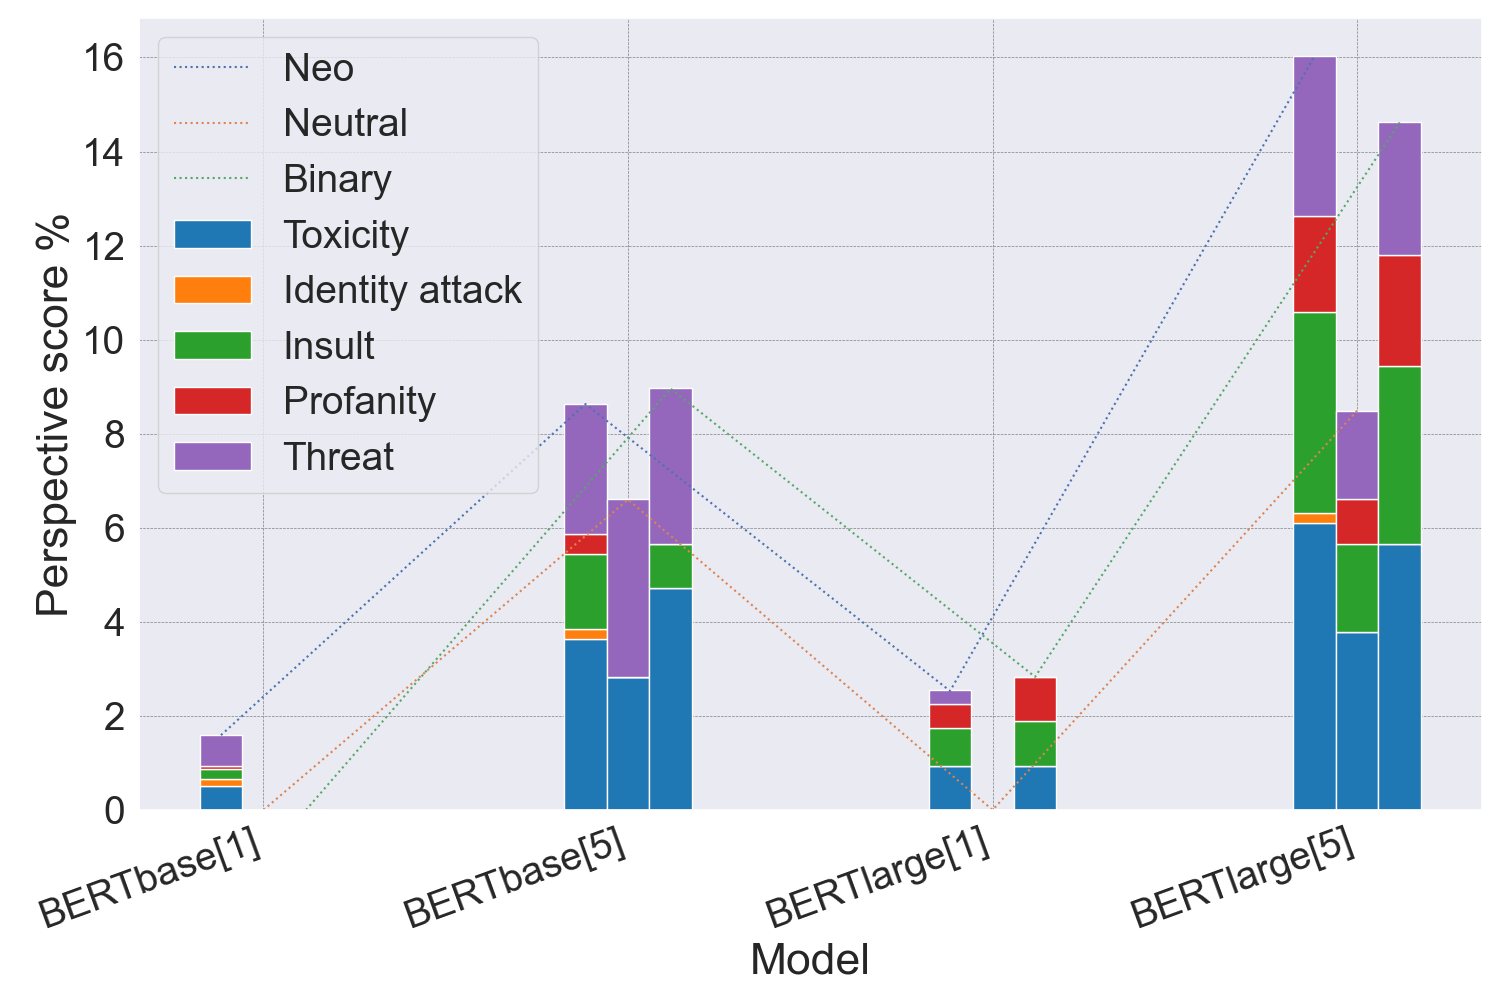 Perspective score %
16
14
12
10
8
6
4
2
0
Neo
Neutral
Binary
Toxicity
Identity attack
Insult
Profanity
Threat
BERTbase[1]
BERTbase[5]
BERTlarge[1]
BERTlarge[5]
Model